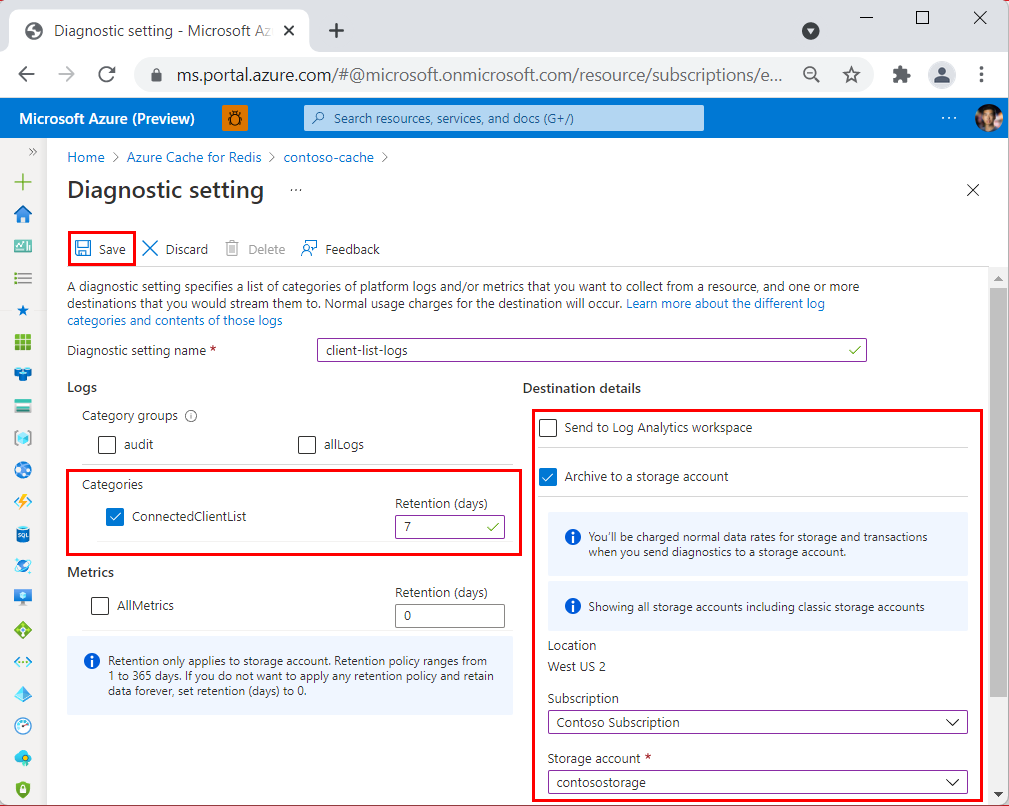 Diagnostic setting - Microsoft Az
ms.portal.azure.com/#@microsoft.onmicrosoft.com/resource/subscriptions/e...
Microsoft Azure (Preview)
Search resources, services, and docs (G+/)
Home > Azure Cache for Redis > contoso-cache >
Diagnostic setting ...
Save Discard Delete Feedback
A diagnostic setting specifies a list of categories of platform logs and/or metrics that you want to collect from a resource, and one or more
destinations that you would stream them to. Normal usage charges for the destination will occur. Learn more about the different log
categories and contents of those logs
Diagnostic setting name *
client-list-logs
Logs
Category groups
audit
allLogs
Categories
Retention (days)
ConnectedClientList
7
Metrics
Retention (days)
AllMetrics
0
Retention only applies to storage account. Retention policy ranges from
1 to 365 days. If you do not want to apply any retention policy and retain
data forever, set retention (days) to 0.
Destination details
Send to Log Analytics workspace
Archive to a storage account
You'll be charged normal data rates for storage and transactions
when you send diagnostics to a storage account.
Showing all storage accounts including classic storage accounts
Location
West US 2
Subscription
Contoso Subscription
Storage account *
contosostorage
SQL